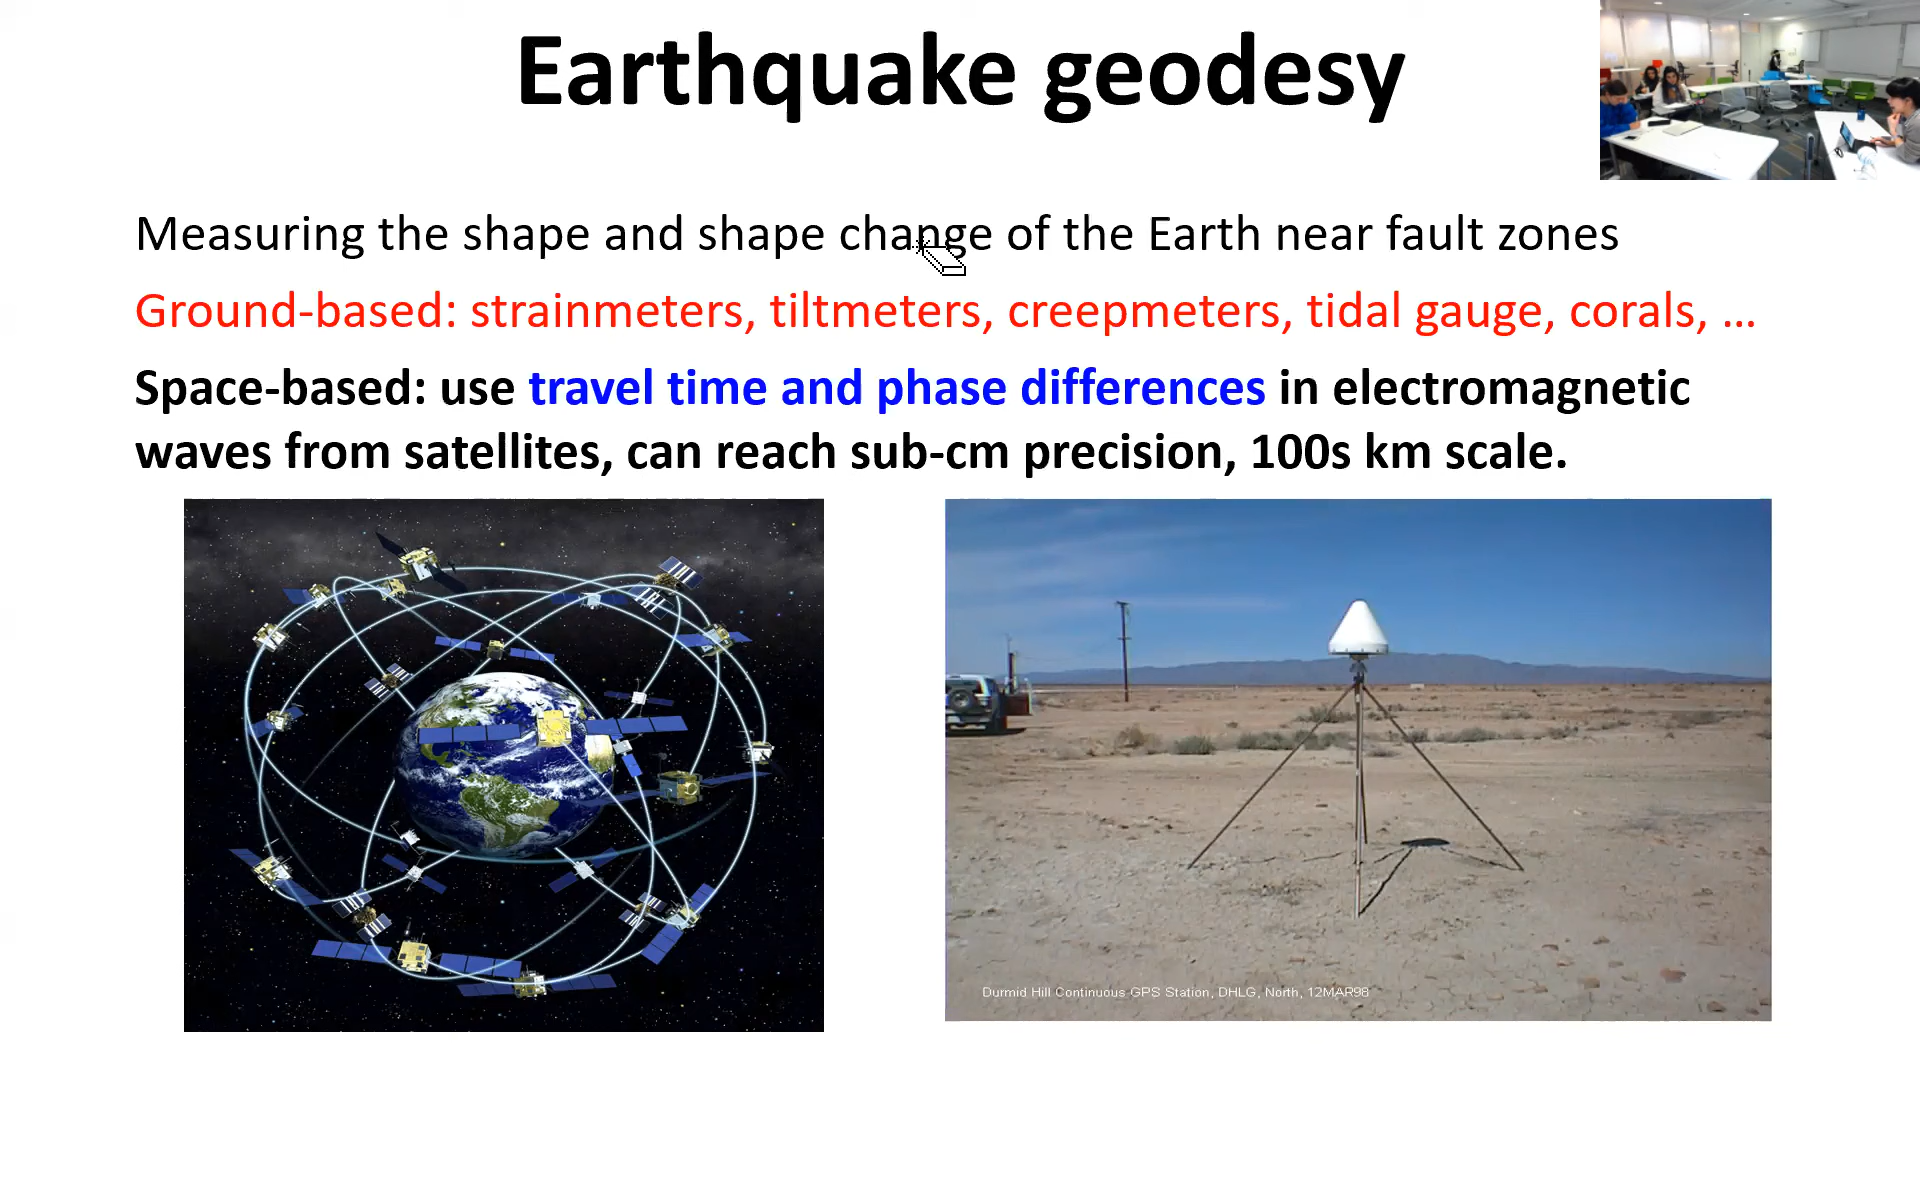 Earthquake geodesy
Measuring the shape and shape change of the Earth near fault zones
Ground-based: strainmeters, tiltmeters, creepmeters, tidal gauge, corals, ...
Space-based: use travel time and phase differences in electromagnetic
waves from satellites, can reach sub-cm precision, 100s km scale.
Durmid Hill Continuous GPS Station, DHLG, North, 12MAR98